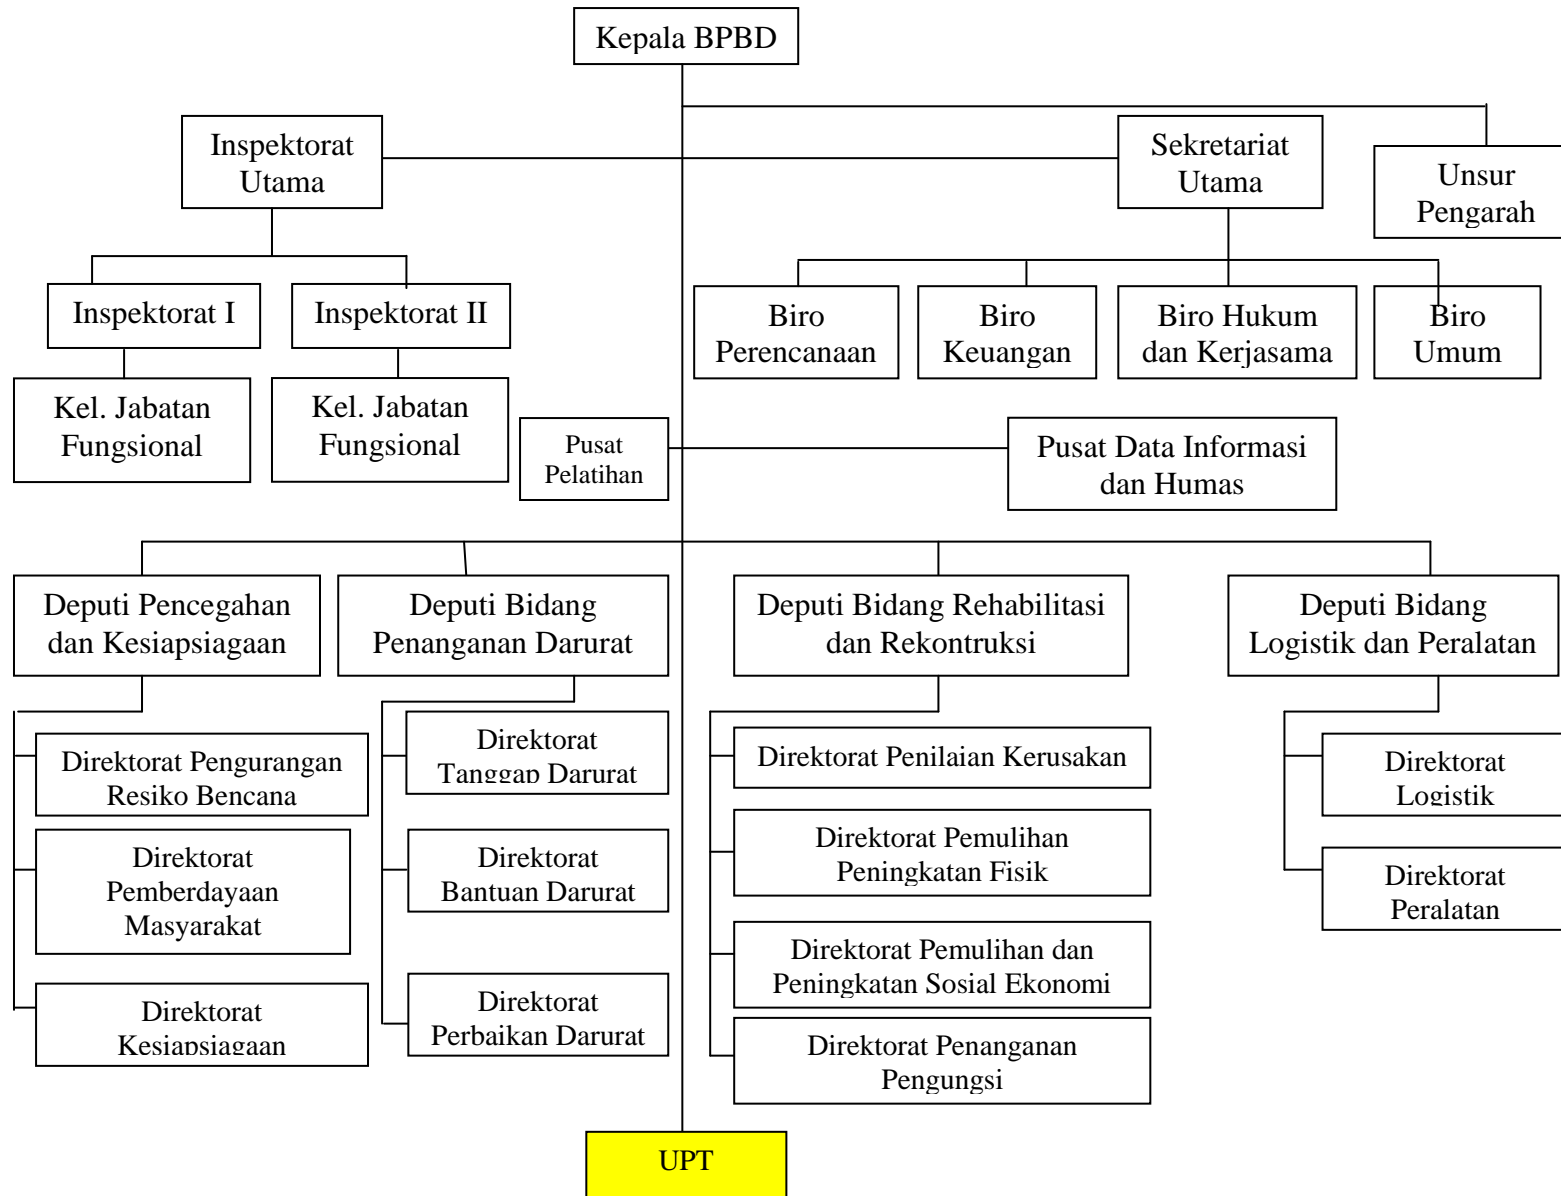 Kepala BPBD
Inspektorat
Utama
Sekretariat
Utama
Unsur
Pengarah
Inspektorat I
Inspektorat II
Biro
Perencanaan
Biro
Keuangan
Biro Hukum
dan Kerjasama
Biro
Umum
Kel. Jabatan
Fungsional
Kel. Jabatan
Fungsional
Pusat
Pelatihan
Pusat Data Informasi
dan Humas
Deputi Pencegahan
dan Kesiapsiagaan
Deputi Bidang
Penanganan Darurat
Deputi Bidang Rehabilitasi
dan Rekontruksi
Deputi Bidang
Logistik dan Peralatan
Direktorat Pengurangan
Resiko Bencana
Direktorat
Pemberdayaan
Masyarakat
Direktorat
Kesiapsiagaan
Direktorat
Tanggap Darurat
Direktorat
Bantuan Darurat
Direktorat
Perbaikan Darurat
Direktorat Penilaian Kerusakan
Direktorat Pemulihan
Peningkatan Fisik
Direktorat Pemulihan dan
Peningkatan Sosial Ekonomi
Direktorat Penanganan
Pengungsi
Direktorat
Logistik
Direktorat
Peralatan
UPT